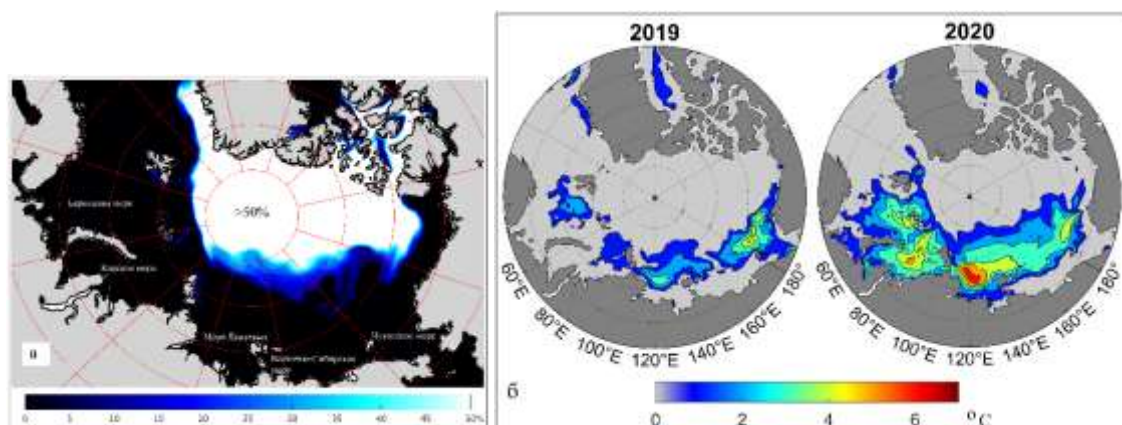 2019
2020
>50%
Баренцево море
Карское море
Море Лаптевых
Чукотское море
Восточно-Сибирское
море
0 5 10 15 20 25 30 35 40 45 50%
60°E 80°E 100°E 120°E 140°E 160°E 180°
60°E 80°E 100°E 120°E 140°E 160°E 180°
б
0 2 4 6 °C